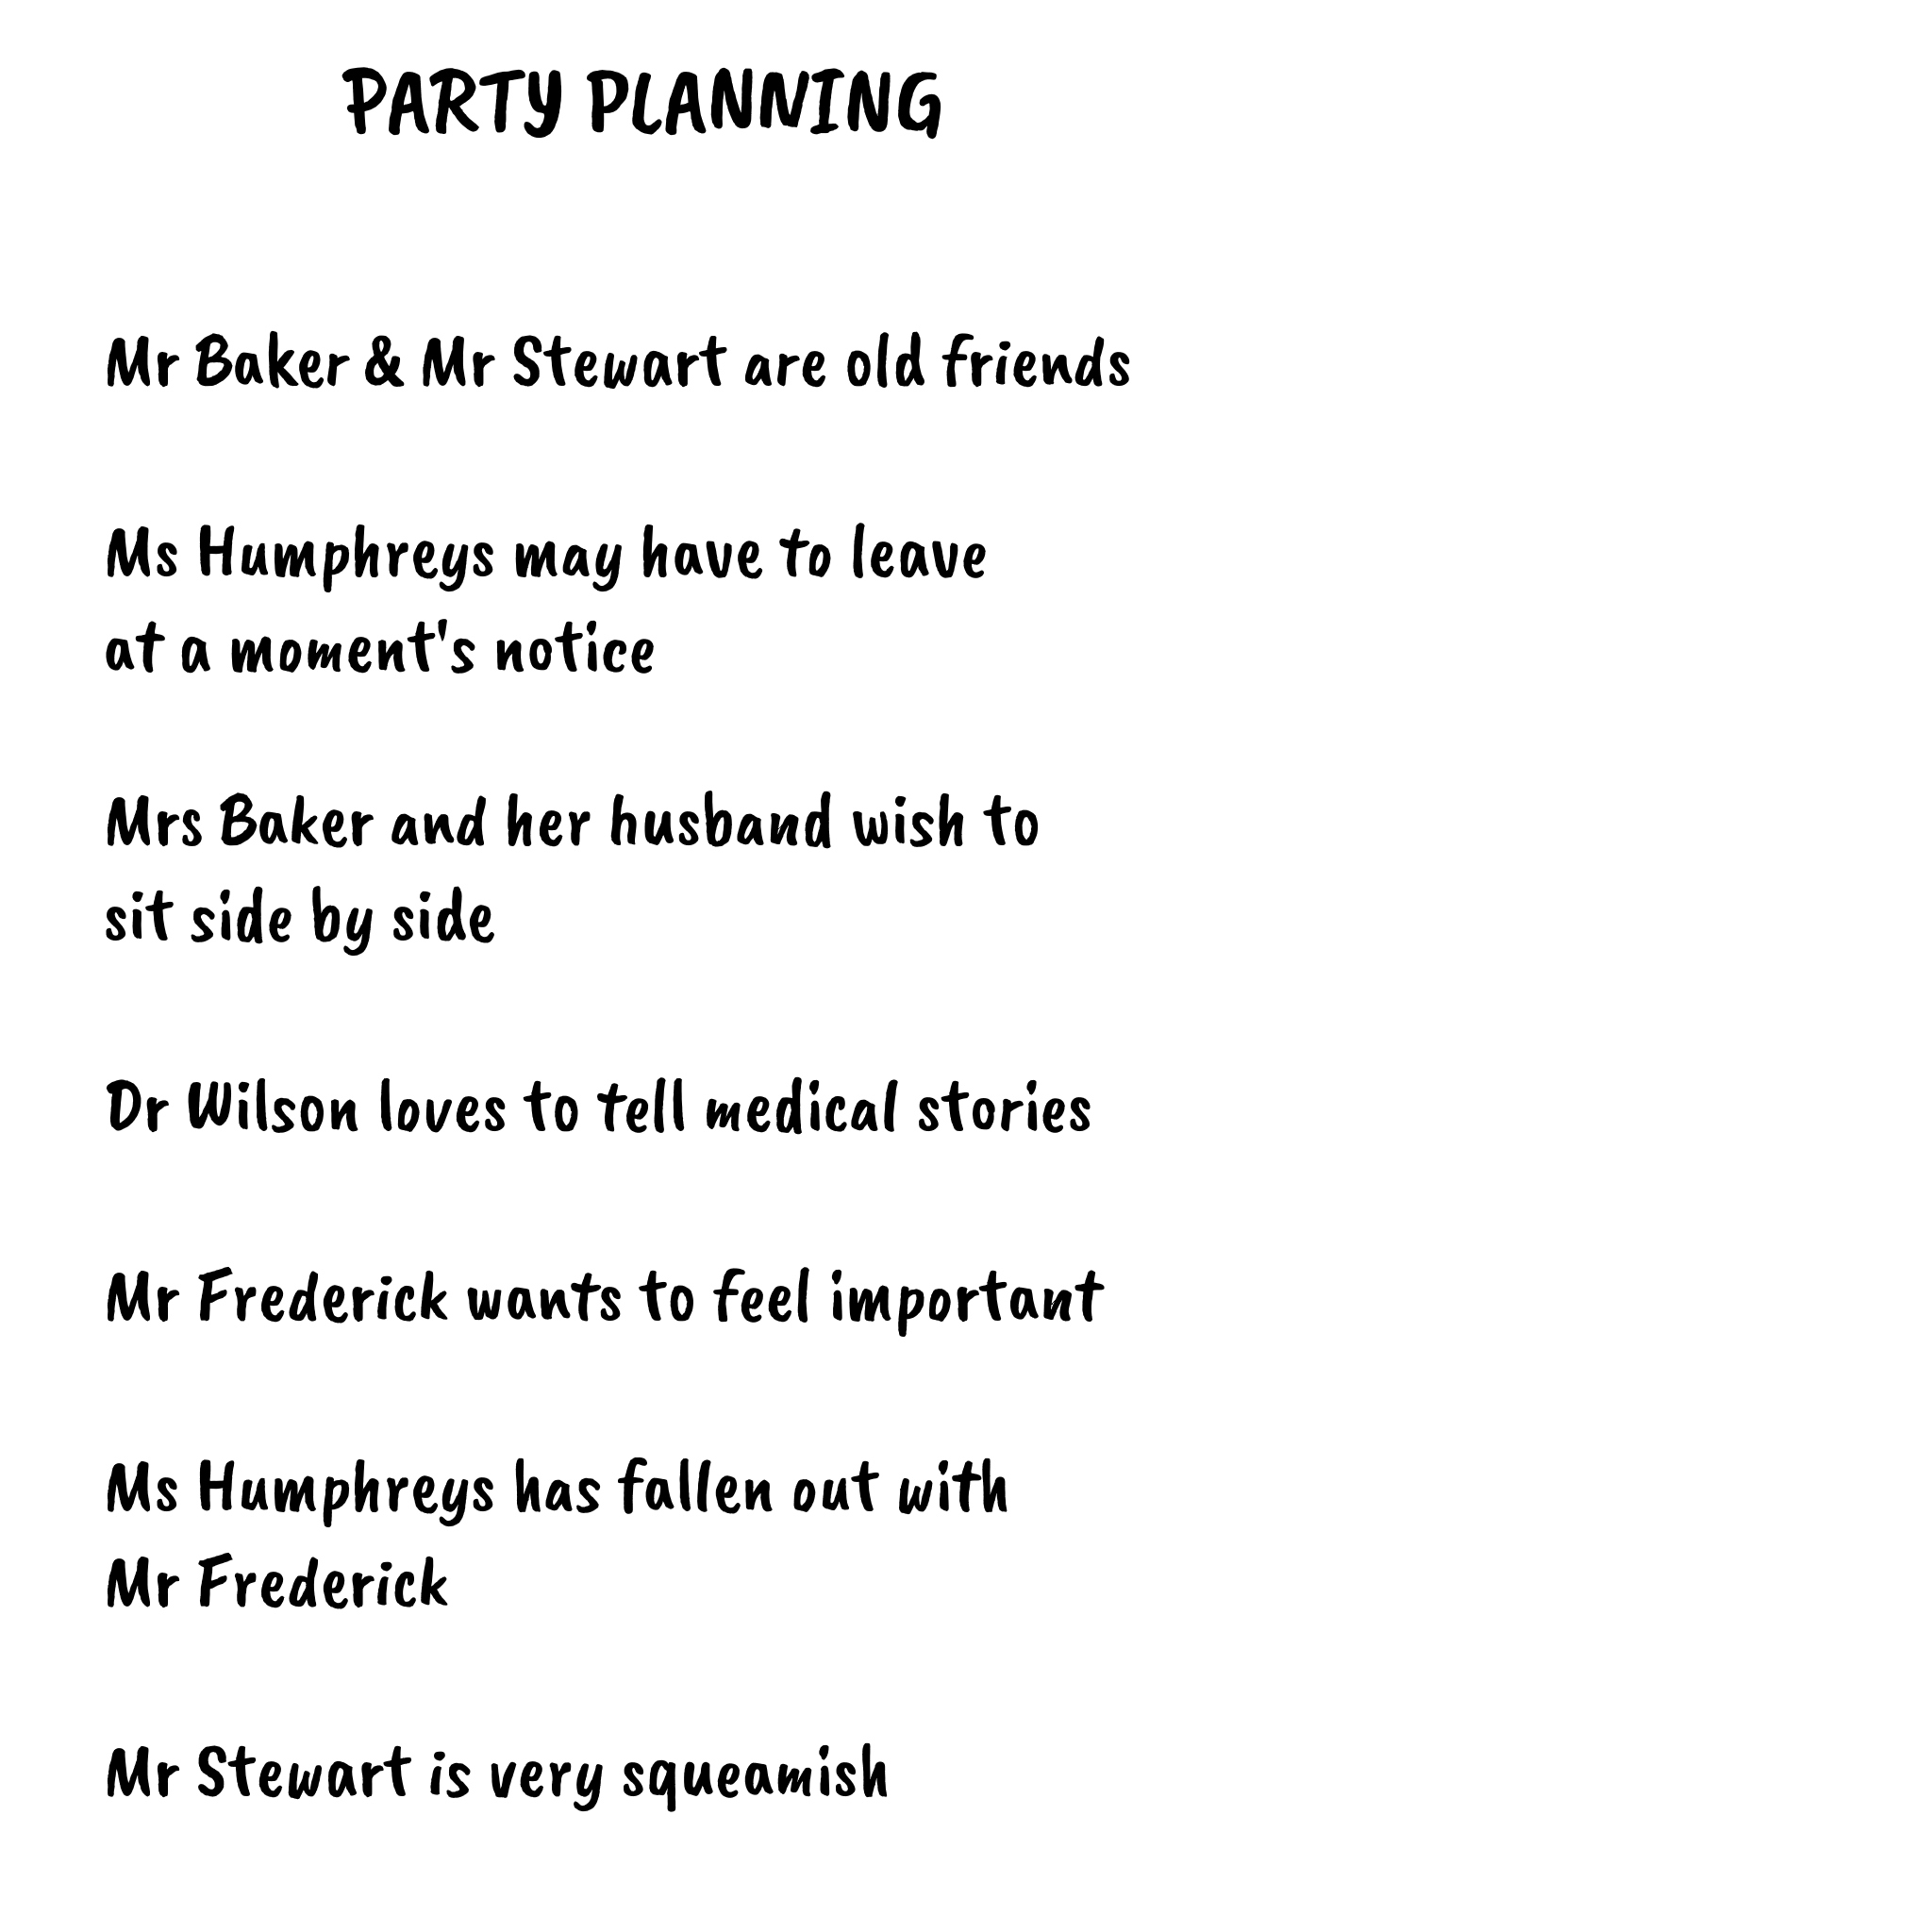 PARTY PLANNING
Mr Baker & Mr Stewart are old friends
Ms Humphreys may have to leave
at a moment's notice
Mrs Baker and her husband wish to
sit side by side
Dr Wilson loves to tell medical stories
Mr Frederick wants to feel important
Ms Humphreys has fallen out with
Mr Frederick
Mr Stewart is very squeamish